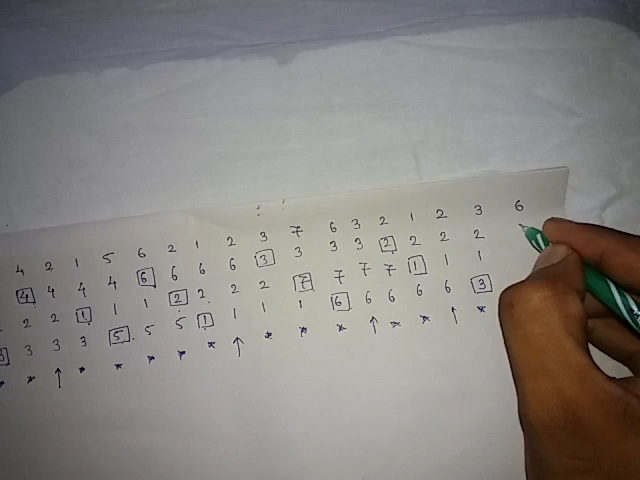 4 2 1 5 6 2 1 2 3 7 6 3 2 1 2 3 6
4 4 4 4 6 6 6 6 3 3 3 3 2 2 2 2
2 2 1 1 1 2 2 2 2 7 7 7 7 1 1 1
3 3 3 3 5 5 5 1 1 1 1 6 6 6 6 6 3
* * ↑ * * * * * ↑ * * * ↑ * * ↑ *